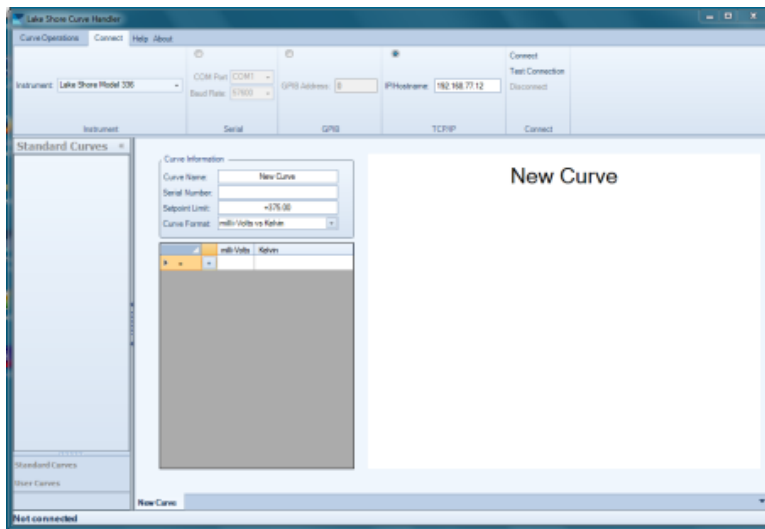 Lake Shore Curve Handler
Curve Operations Connect Help About
COM Port COM1
Baud Rate: 57600
Instrument: Lake Shore Model 336
GPIB Address: 8
IP/Hostname: 192.168.77.12
Connect
Test Connection
Disconnect
Instrument Serial GPIB TCP/IP Connect
Standard Curves
Curve Information
Curve Name: New Curve
Serial Number:
Setpoint Limit: +375.00
Curve Format: milli-Volts vs Kelvin
milli-Volts Kelvin
New Curve
Standard Curves
User Curves
New Curve
Not connected